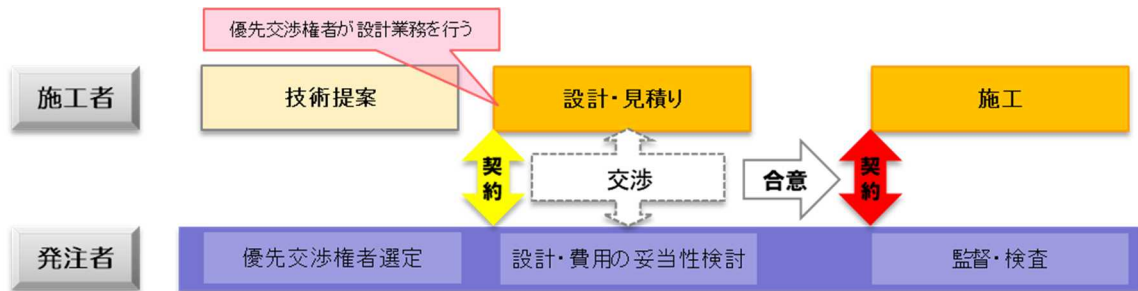 優先交渉権者が設計業務を行う
施工者
技術提案
設計・見積り
施工
契約
交渉
合意
契約
発注者
優先交渉権者選定
設計・費用の妥当性検討
監督・検査